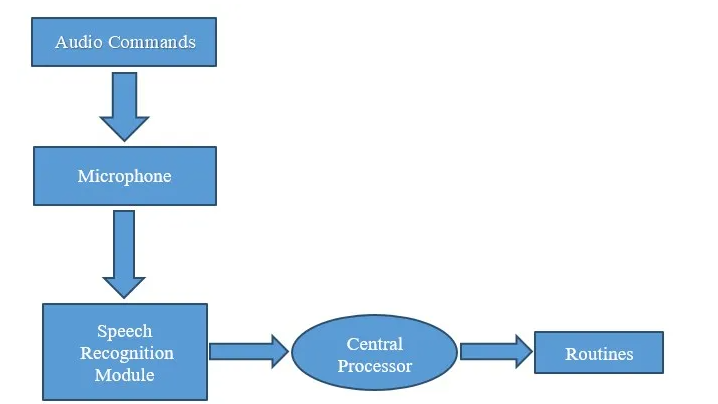 Audio Commands
Microphone
Speech
Recognition
Module
Central
Processor
Routines